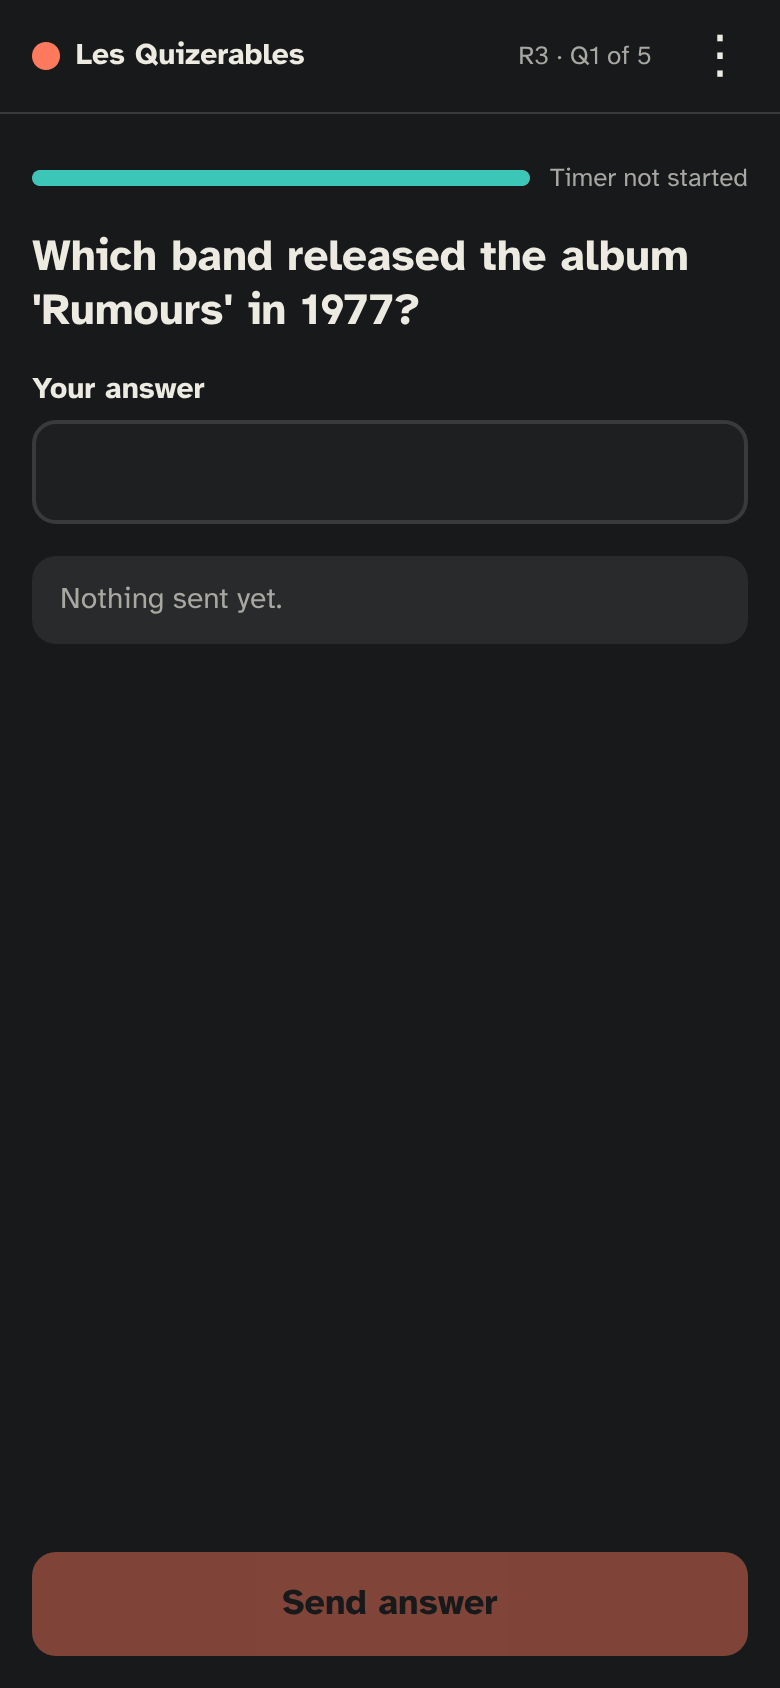 Les Quizerables
R3 · Q1 of 5
Timer not started
Which band released the album
'Rumours' in 1977?
Your answer
Nothing sent yet.
Send answer